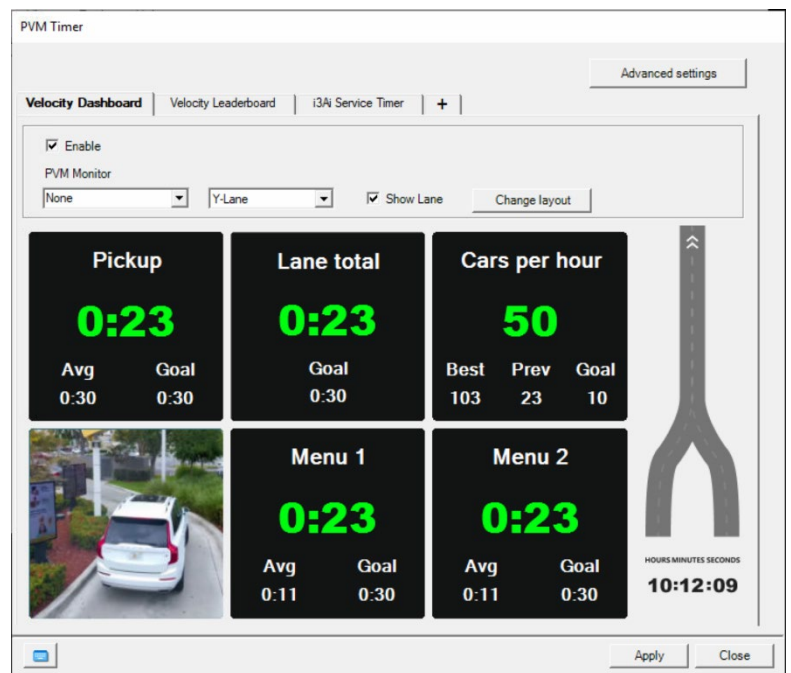 PVM Timer
Advanced settings
Velocity Dashboard
Velocity Leaderboard
i3Ai Service Timer
+
Enable
PVM Monitor
None
Y-Lane
Show Lane
Change layout
Pickup
0:23
Avg Goal
0:30 0:30
Lane total
0:23
Goal
0:30
Cars per hour
50
Best Prev Goal
103 23 10
Menu 1
0:23
Avg Goal
0:11 0:30
Menu 2
0:23
Avg Goal
0:11 0:30
HOURS MINUTES SECONDS
10:12:09
Apply
Close